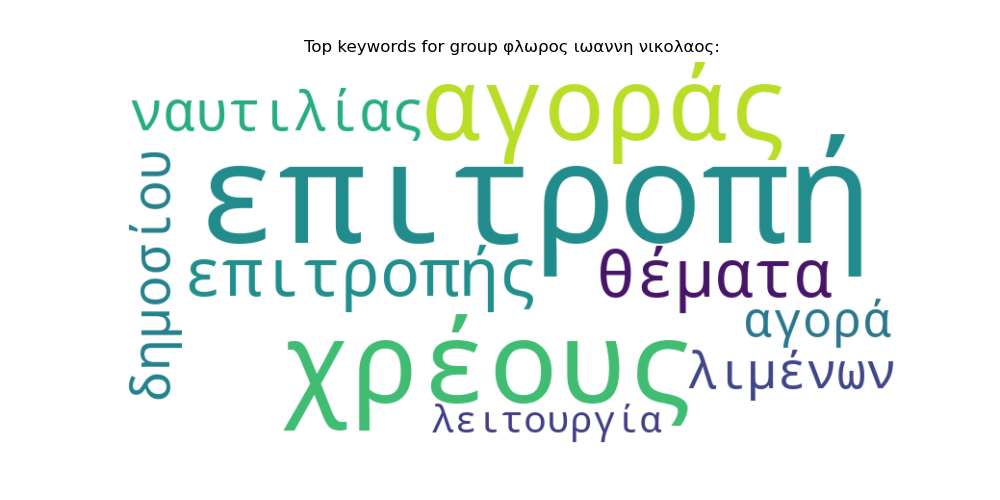 Top keywords for group φλωρος ιωαννη νικολαος:
ναυτιλίας
αγοράς
επιτροπή
δημοσίου
επιτροπής
θέματα
αγορά
χρέους
λιμένων
λειτουργία